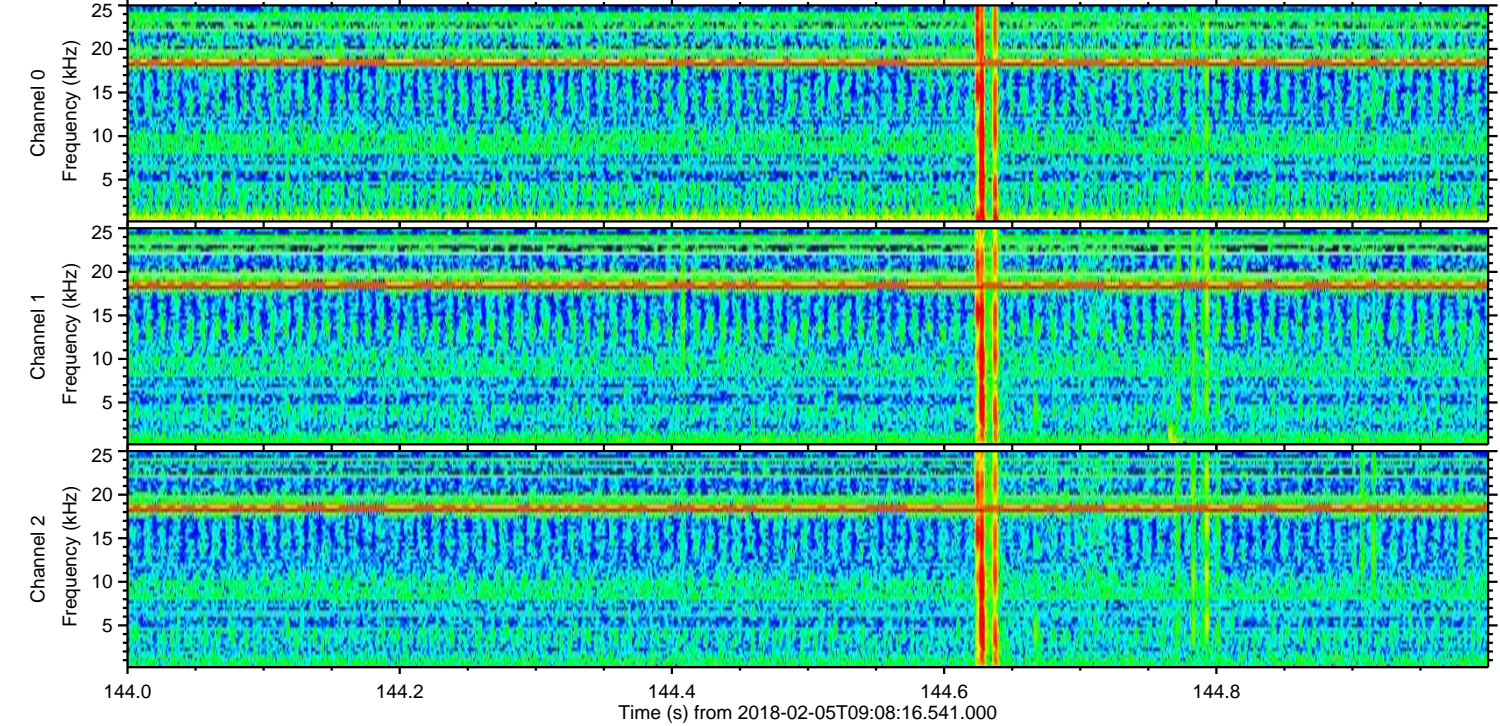 25
20
15
10
5
Channel 0
Frequency (kHz)
25
20
15
10
5
Channel 1
Frequency (kHz)
25
20
15
10
5
Channel 2
Frequency (kHz)
144.0 144.2 144.4 144.6 144.8
Time (s) from 2018-02-05T09:08:16.541.000